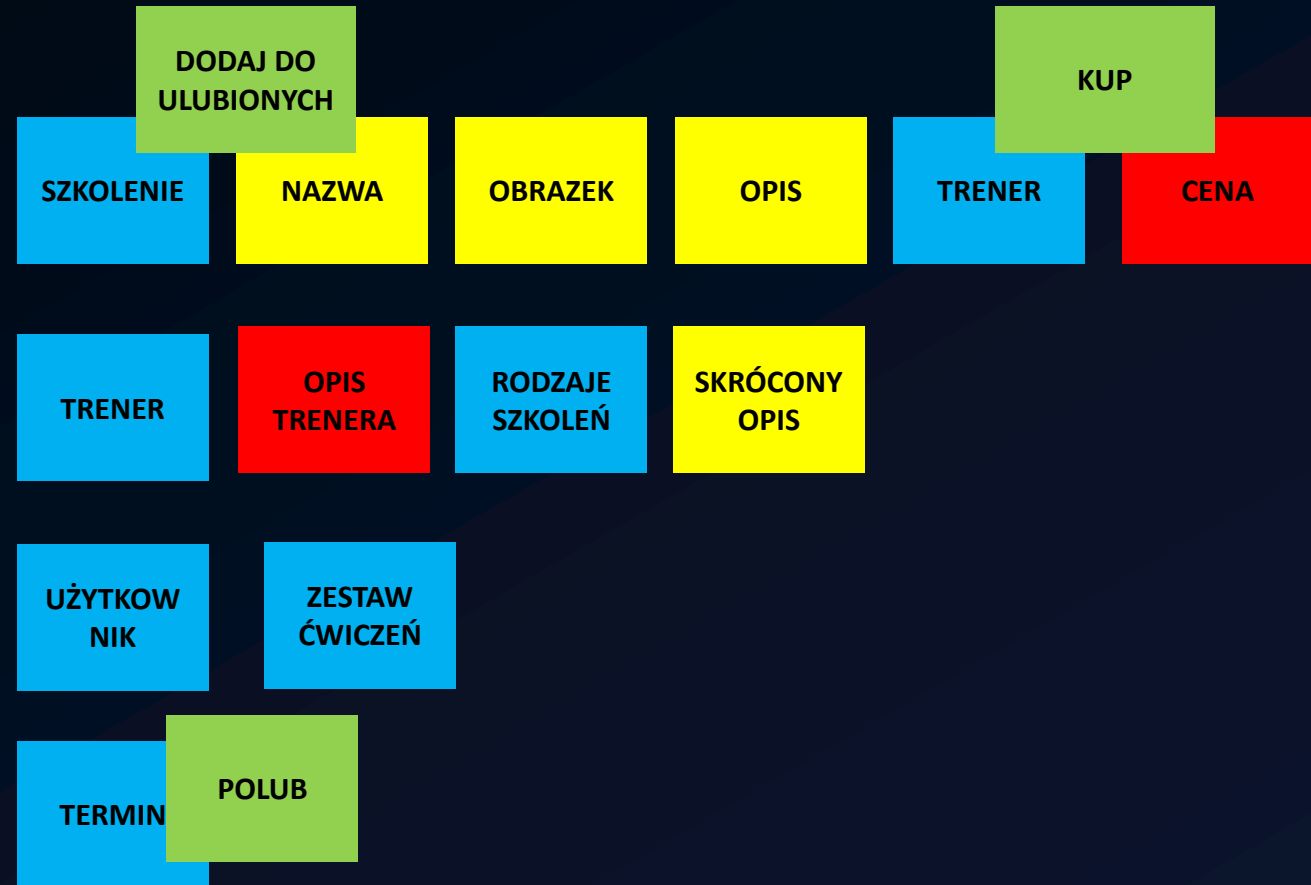 DODAJ DO
ULUBIONYCH
KUP
SZKOLENIE
NAZWA
OBRAZEK
OPIS
TRENER
CENA
TRENER
OPIS
TRENERA
RODZAJE
SZKOLEŃ
SKRÓCONY
OPIS
UŻYTKOW
NIK
ZESTAW
ĆWICZEŃ
TERMIN
POLUB